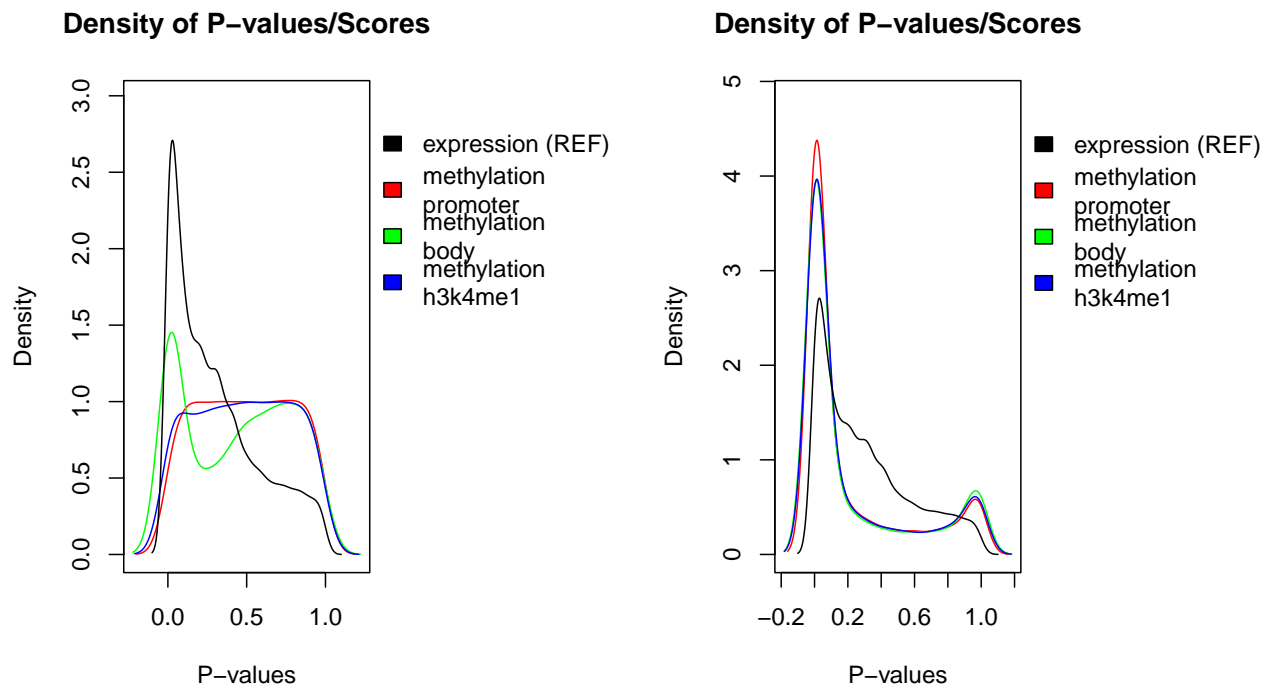 Density of P−values/Scores
Density
3.0
2.5
2.0
1.5
1.0
0.5
0.0
0.0 0.5 1.0
P−values
expression (REF)
methylation
promoter
methylation
body
methylation
h3k4me1
Density of P−values/Scores
Density
5
4
3
2
1
0
−0.2 0.2 0.6 1.0
P−values
expression (REF)
methylation
promoter
methylation
body
methylation
h3k4me1